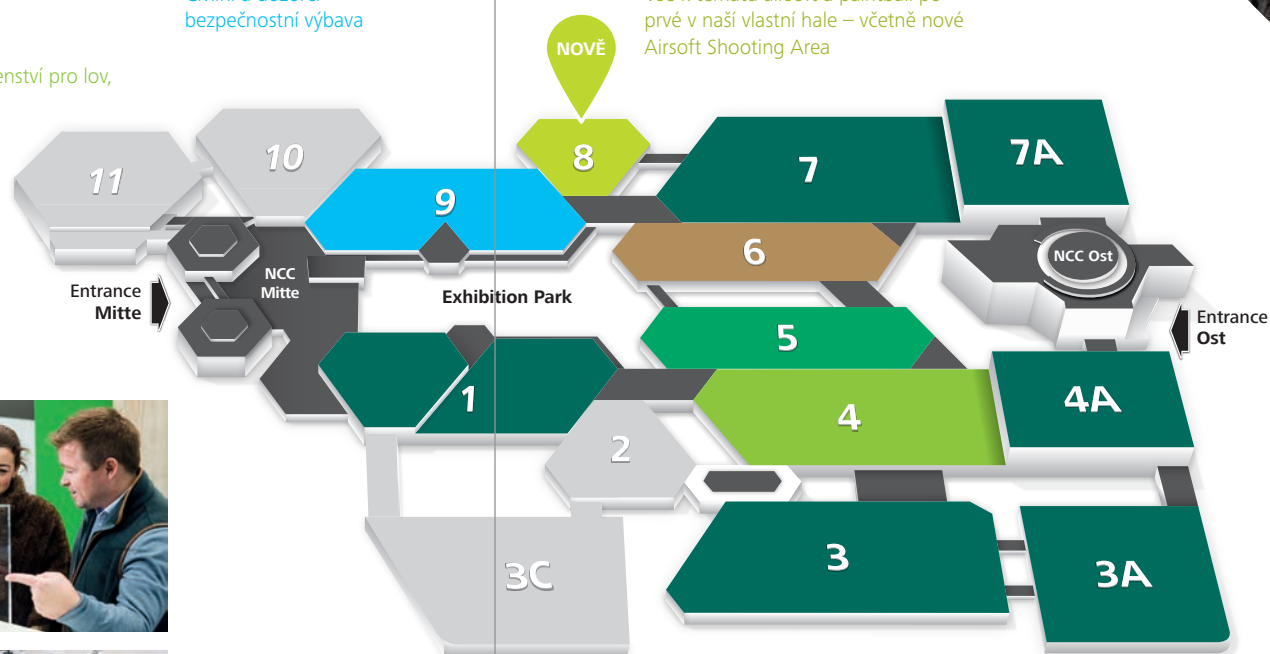 bezpečnostní výbava
prvé v naší vlastní hale – včetně nové
Airsoft Shooting Area
NOVĚ
enství pro lov,
11
10
9
8
7
7A
6
NCC Ost
NCC
Mitte
Entrance
Mitte
Exhibition Park
Entrance
Ost
5
1
4
4A
2
3
3A
3C